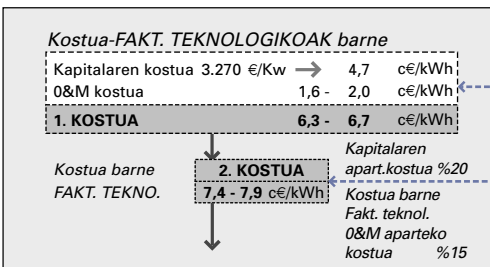 Kostua-FAKT. TEKNOLOGIKOAK barne
Kapitalaren kostua 3.270 €/Kw 4,7 c€/kWh
0&M kostua 1,6 - 2,0 c€/kWh
1. KOSTUA 6,3 - 6,7 c€/kWh
Kostua barne
FAKT. TEKNO.
2. KOSTUA
7,4 - 7,9 c€/kWh
Kapitalaren
apart.kostua %20
Kostua barne
Fakt. teknol.
0&M aparteko
kostua %15